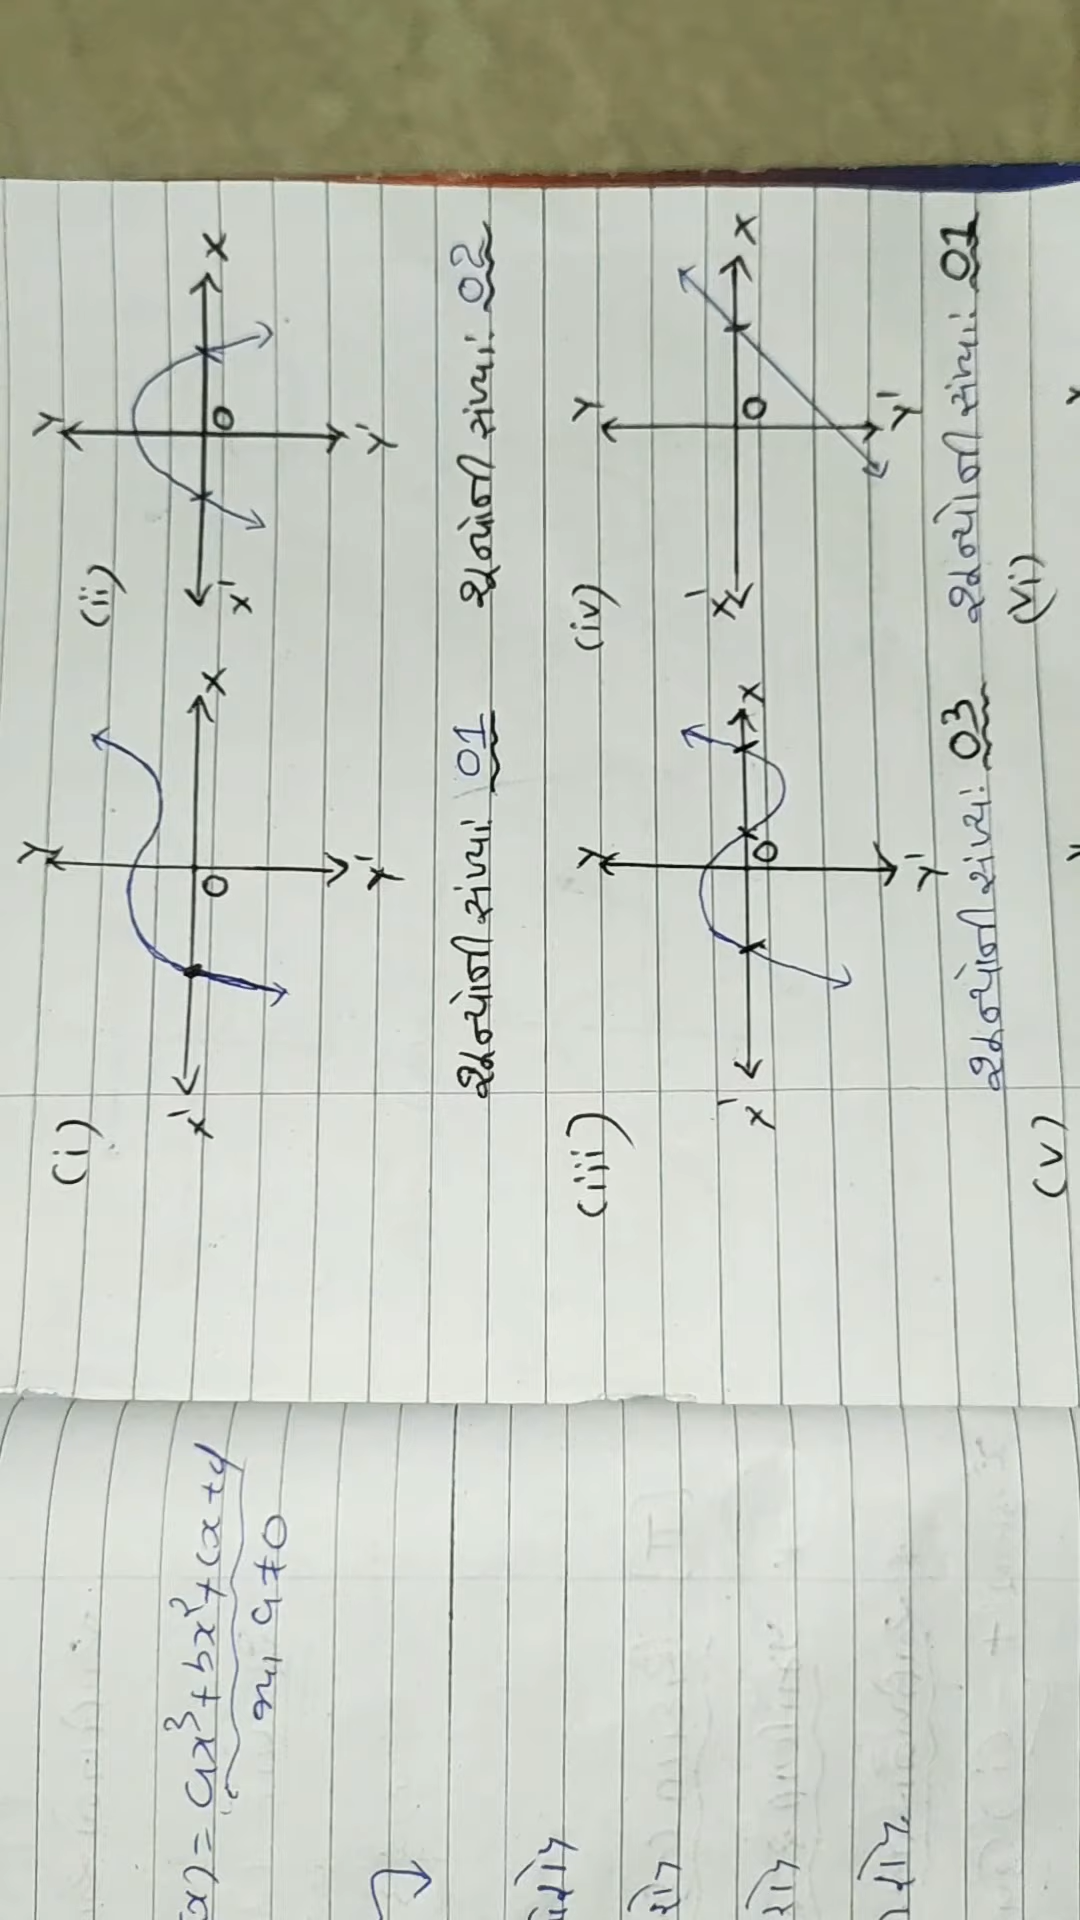 (x) = ax³ + bx² + cx + d
a ≠ 0
(i)
Y
X' O X
Y'
શૂન્યોની સંખ્યા: 01
(ii)
Y
X' O X
Y'
શૂન્યોની સંખ્યા: 02
(iii)
Y
X' O X
Y'
શૂન્યોની સંખ્યા: 03
(iv)
Y
X' O X
Y'
શૂન્યોની સંખ્યા: 01
(v)
Y
(vi)
Y